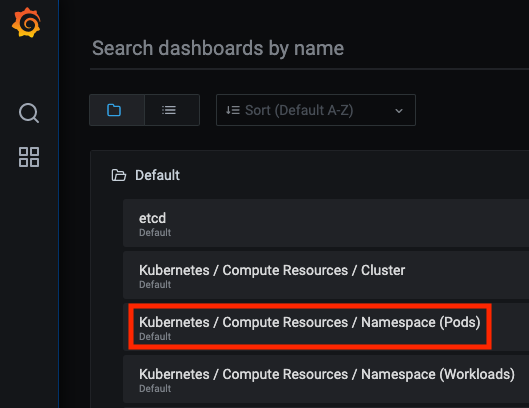 Search dashboards by name
Sort (Default A-Z)
Default
etcd
Default
Kubernetes / Compute Resources / Cluster
Default
Kubernetes / Compute Resources / Namespace (Pods)
Default
Kubernetes / Compute Resources / Namespace (Workloads)
Default